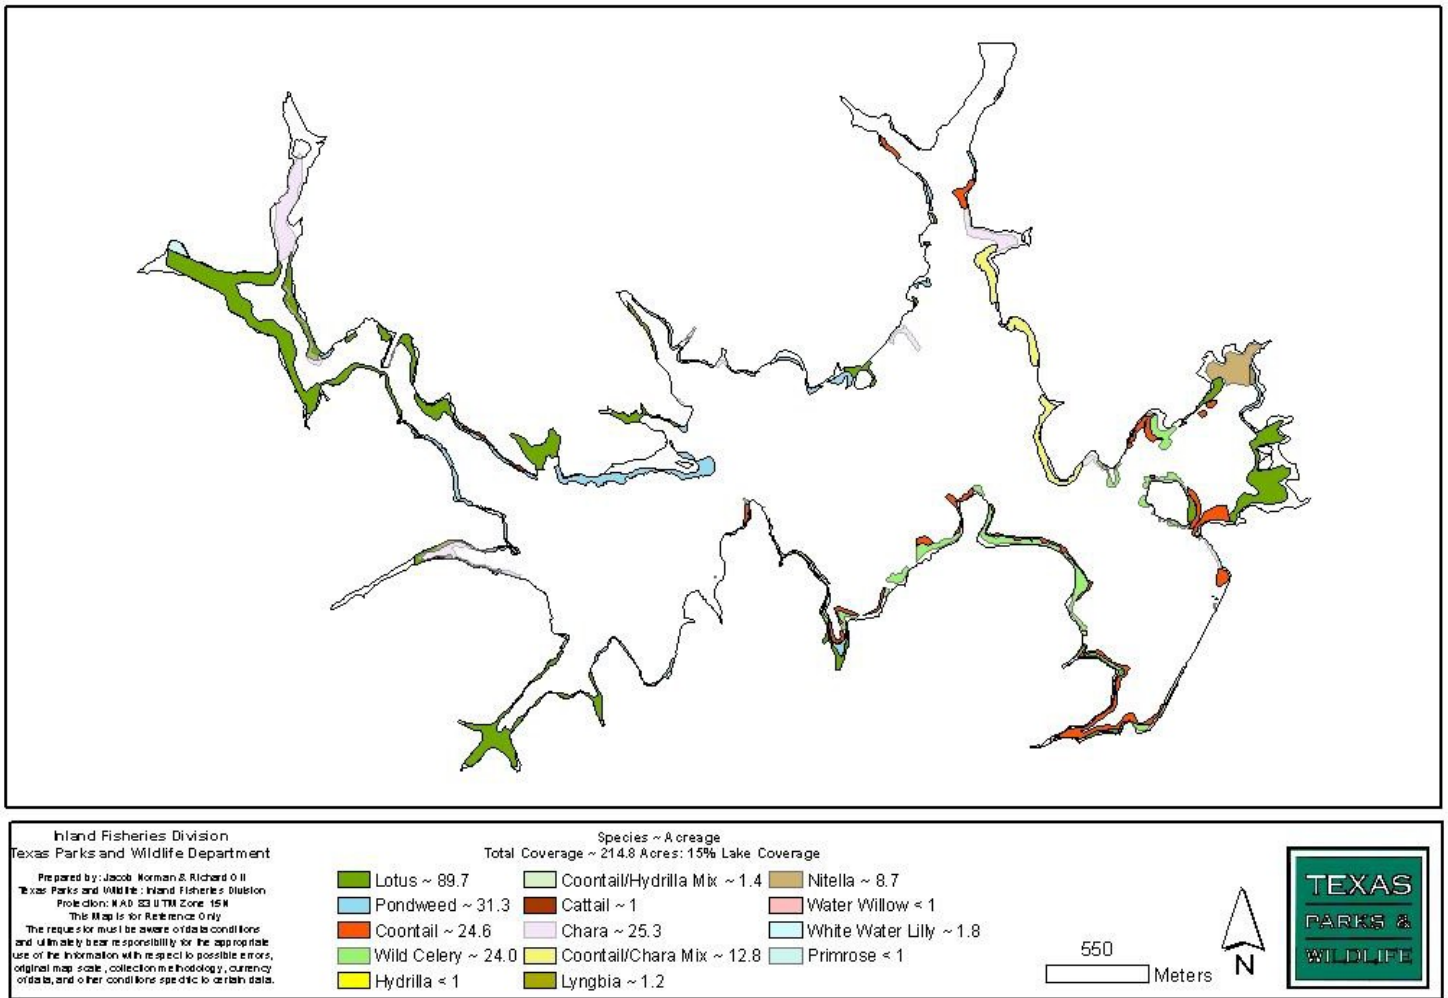 Inland Fisheries Division
Texas Parks and Wildlife Department
Prepared by: Jacob Norman & Richard Ott
Texas Parks and Wildlife: Inland Fisheries Division
Projection: NAD 83 UTM Zone 15N
This Map is for Reference Only
The requestor must be aware of data conditions
and ultimately bear responsibility for the appropriate
use of the information with respect to possible errors,
original map scale, collection methodology, currency
of data, and other conditions specific to certain data.
Species ~ Acreage
Total Coverage ~ 214.8 Acres: 15% Lake Coverage
Lotus ~ 89.7
Pondweed ~ 31.3
Coontail ~ 24.6
Wild Celery ~ 24.0
Hydrilla < 1
Coontail/Hydrilla Mix ~ 1.4
Cattail ~ 1
Chara ~ 25.3
Coontail/Chara Mix ~ 12.8
Lyngbia ~ 1.2
Nitella ~ 8.7
Water Willow < 1
White Water Lilly ~ 1.8
Primrose < 1
550
Meters
N
TEXAS
PARKS &
WILDLIFE